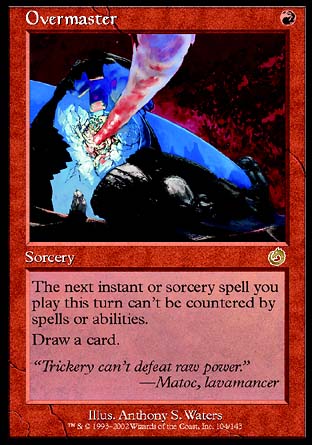 Overmaster
Sorcery
The next instant or sorcery spell you
play this turn can't be countered by
spells or abilities.
Draw a card.
"Trickery can't defeat raw power."
—Matoc, lavamancer
Illus. Anthony S. Waters
™ & © 1993–2002 Wizards of the Coast, Inc. 104/143